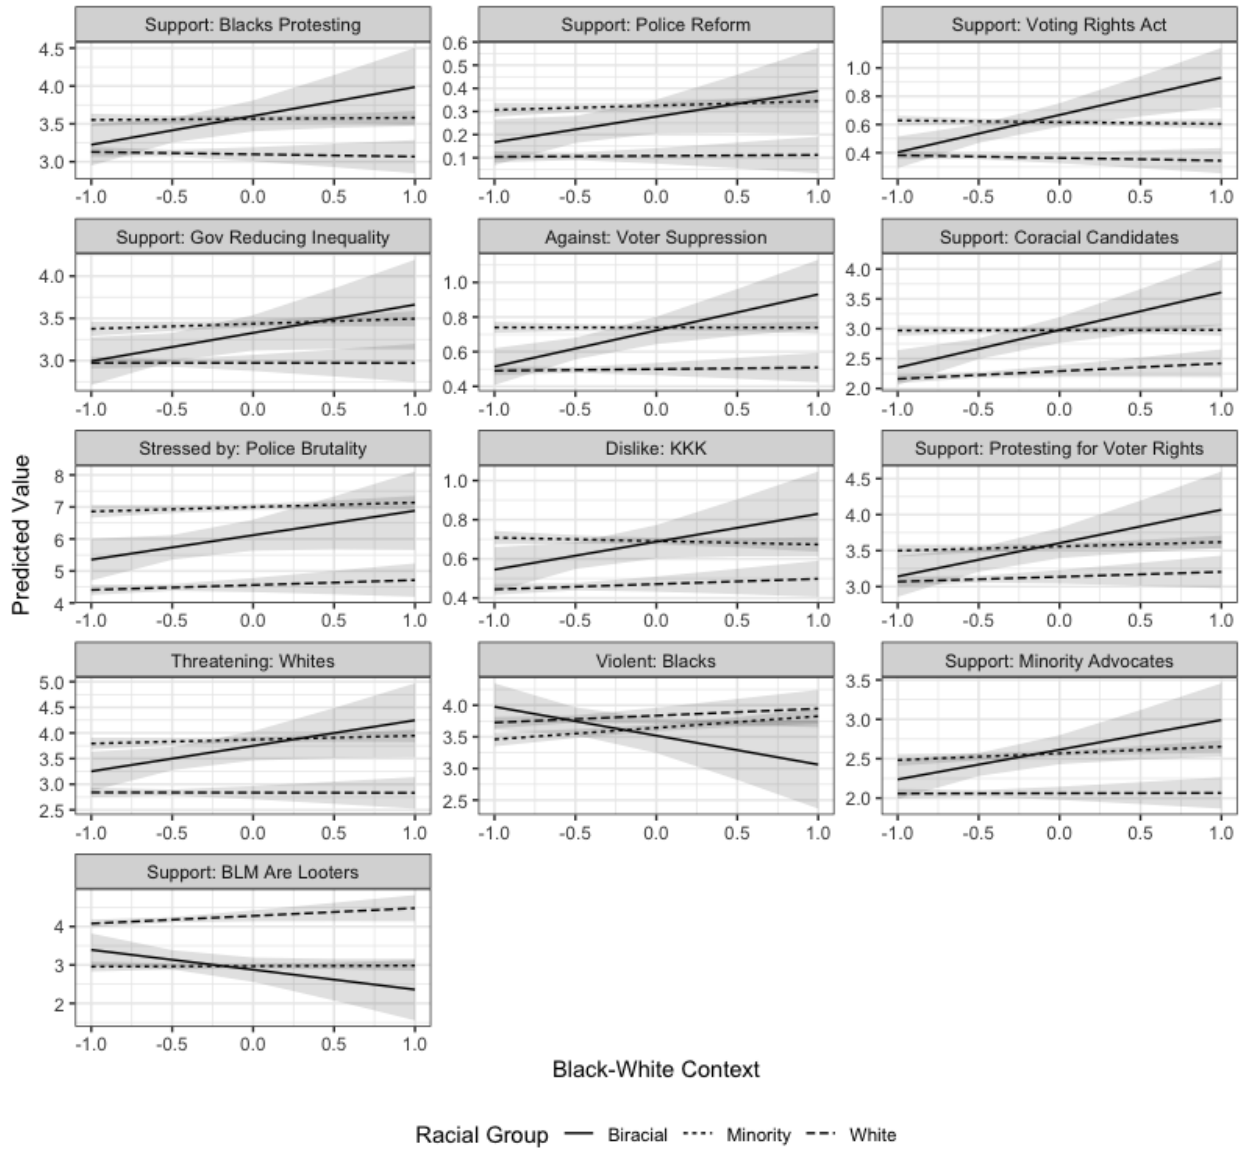 Support: Blacks Protesting
Support: Police Reform
Support: Voting Rights Act
4.5
4.0
3.5
3.0
-1.0 -0.5 0.0 0.5 1.0
0.6
0.5
0.4
0.3
0.2
0.1
-1.0 -0.5 0.0 0.5 1.0
1.0
0.8
0.6
0.4
-1.0 -0.5 0.0 0.5 1.0
Support: Gov Reducing Inequality
Against: Voter Suppression
Support: Coracial Candidates
4.0
3.5
3.0
-1.0 -0.5 0.0 0.5 1.0
1.0
0.8
0.6
0.4
-1.0 -0.5 0.0 0.5 1.0
4.0
3.5
3.0
2.5
2.0
-1.0 -0.5 0.0 0.5 1.0
Predicted Value
Stressed by: Police Brutality
Dislike: KKK
Support: Protesting for Voter Rights
8
7
6
5
4
-1.0 -0.5 0.0 0.5 1.0
1.0
0.8
0.6
0.4
-1.0 -0.5 0.0 0.5 1.0
4.5
4.0
3.5
3.0
-1.0 -0.5 0.0 0.5 1.0
Threatening: Whites
Violent: Blacks
Support: Minority Advocates
5.0
4.5
4.0
3.5
3.0
2.5
-1.0 -0.5 0.0 0.5 1.0
4.0
3.5
3.0
2.5
-1.0 -0.5 0.0 0.5 1.0
3.5
3.0
2.5
2.0
-1.0 -0.5 0.0 0.5 1.0
Support: BLM Are Looters
4
3
2
-1.0 -0.5 0.0 0.5 1.0
Black-White Context
Racial Group Biracial Minority White